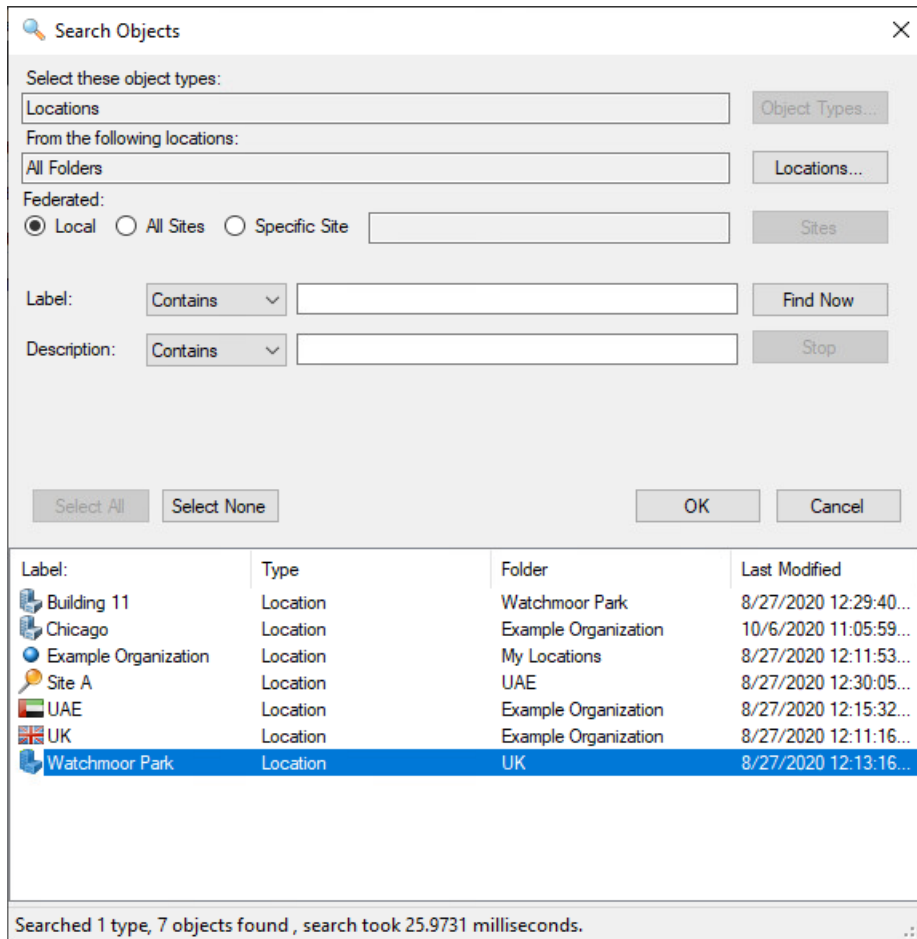 Search Objects
Select these object types:
Locations
Object Types...
From the following locations:
All Folders
Locations...
Federated:
Local All Sites Specific Site Sites
Label: Contains Find Now
Description: Contains Stop
Select All Select None OK Cancel
Label: Type Folder Last Modified
Building 11 Location Watchmoor Park 8/27/2020 12:29:40...
Chicago Location Example Organization 10/6/2020 11:05:59...
Example Organization Location My Locations 8/27/2020 12:11:53...
Site A Location UAE 8/27/2020 12:30:05...
UAE Location Example Organization 8/27/2020 12:15:32...
UK Location Example Organization 8/27/2020 12:11:16...
Watchmoor Park Location UK 8/27/2020 12:13:16...
Searched 1 type, 7 objects found , search took 25.9731 milliseconds.